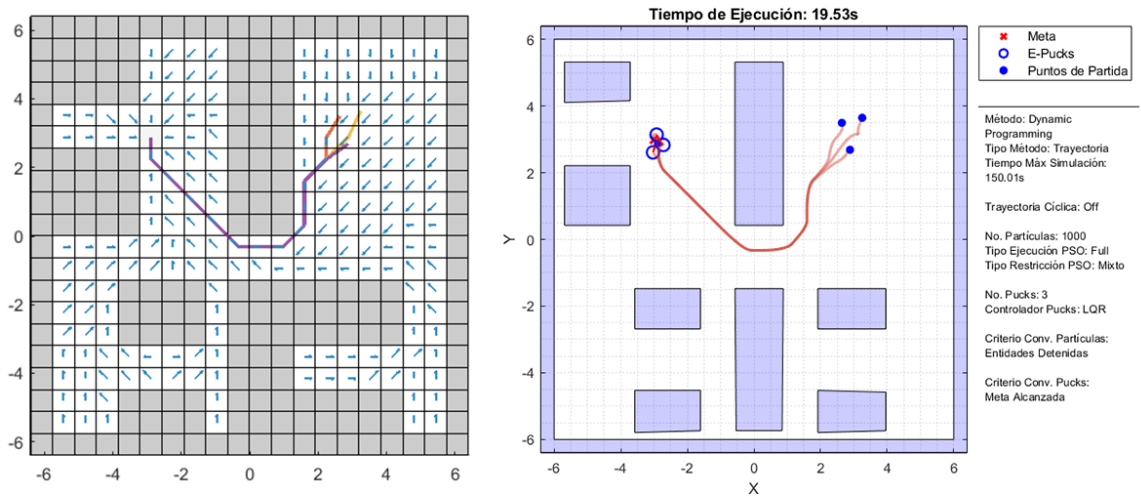 6
4
2
0
-2
-4
-6
-6 -4 -2 0 2 4 6
Tiempo de Ejecución: 19.53s
6
4
2
0
-2
-4
-6
Y
-6 -4 -2 0 2 4 6
X
Meta
E-Pucks
Puntos de Partida
Método: Dynamic
Programming
Tipo Método: Trayectoria
Tiempo Máx Simulación:
150.01s
Trayectoria Cíclica: Off
No. Partículas: 1000
Tipo Ejecución PSO: Full
Tipo Restricción PSO: Mixto
No. Pucks: 3
Controlador Pucks: LQR
Criterio Conv. Partículas:
Entidades Detenidas
Criterio Conv. Pucks:
Meta Alcanzada